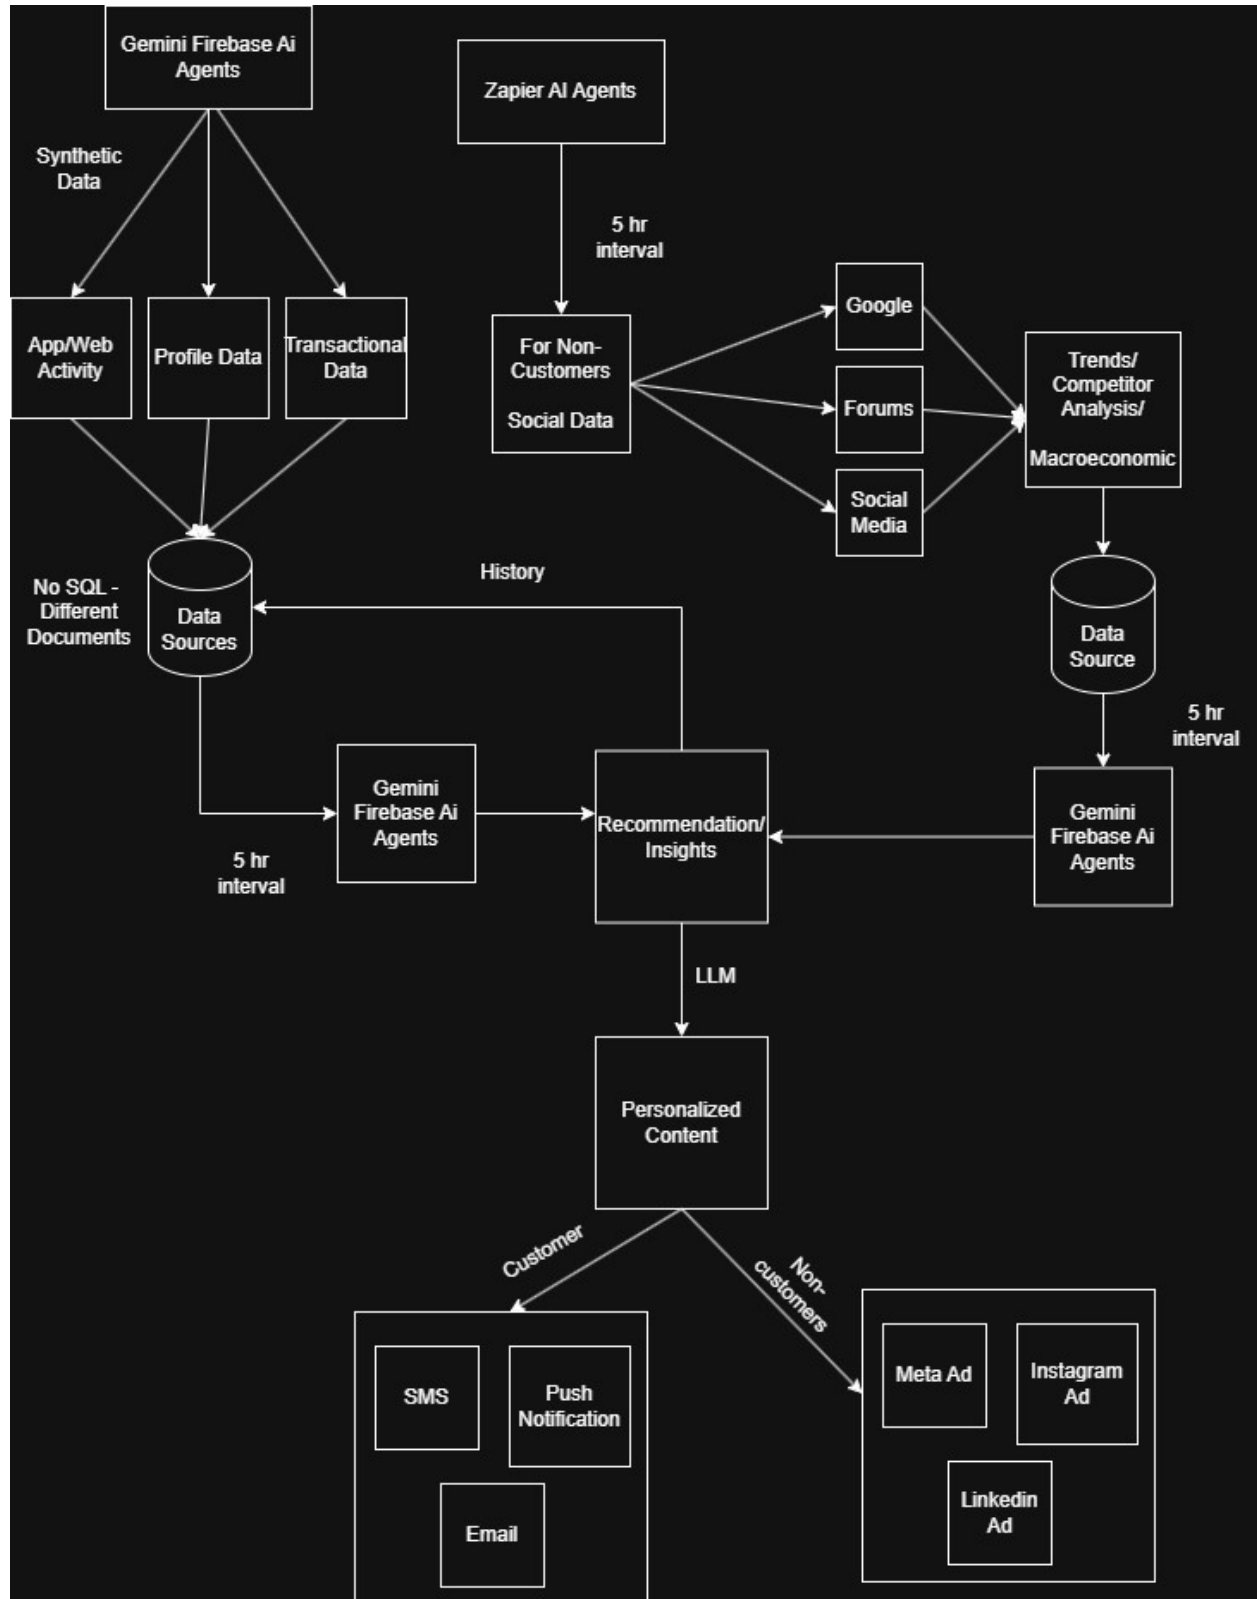 Gemini Firebase Ai
Agents
Zapier AI Agents
Synthetic
Data
5 hr
interval
App/Web
Activity
Profile Data
Transactional
Data
For Non-
Customers
Social Data
Google
Forums
Social
Media
Trends/
Competitor
Analysis/
Macroeconomic
No SQL -
Different
Documents
Data
Sources
History
Data
Source
5 hr
interval
Gemini
Firebase Ai
Agents
5 hr
interval
Recommendation/
Insights
Gemini
Firebase Ai
Agents
LLM
Personalized
Content
Customer
Non-
customers
SMS
Push
Notification
Email
Meta Ad
Instagram
Ad
Linkedin
Ad